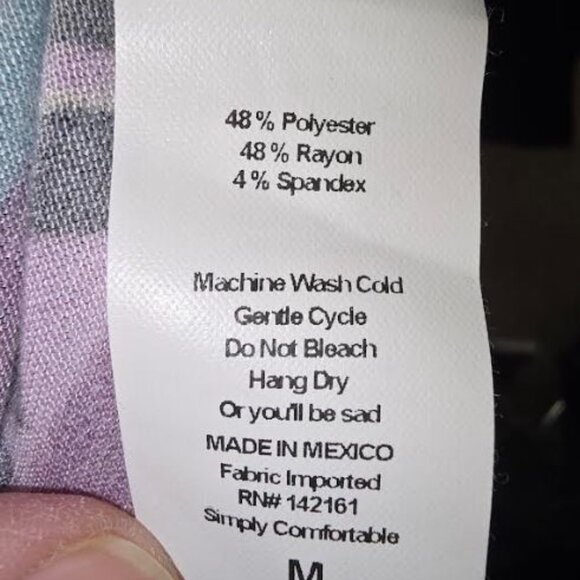 48% Polyester
48% Rayon
4% Spandex
Machine Wash Cold
Gentle Cycle
Do Not Bleach
Hang Dry
Or you'll be sad
MADE IN MEXICO
Fabric Imported
RN# 142161
Simply Comfortable
M